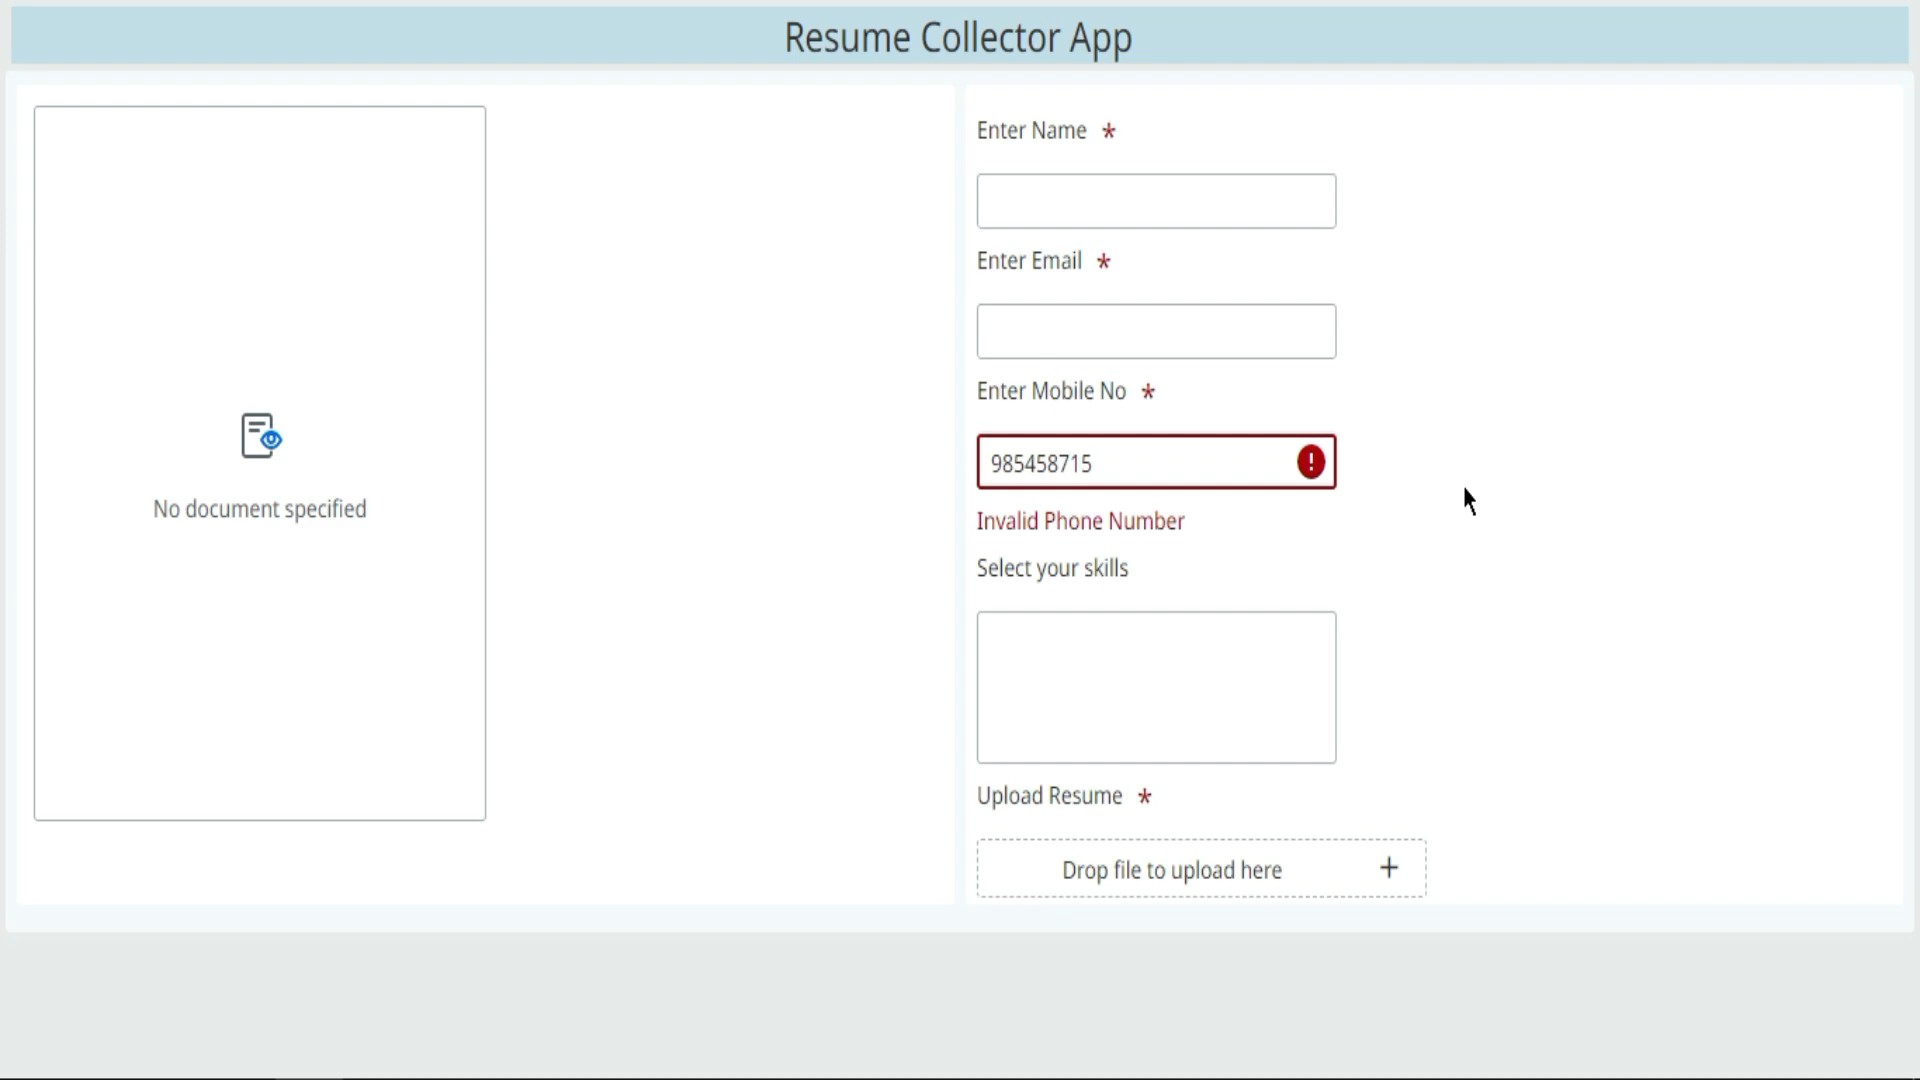 Resume Collector App
No document specified
Enter Name *
Enter Email *
Enter Mobile No *
985458715
Invalid Phone Number
Select your skills
Upload Resume *
Drop file to upload here